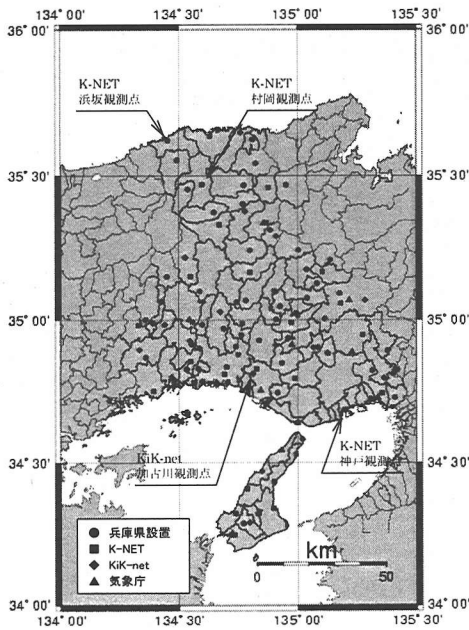 134° 00' 134° 30' 135° 00' 135° 30'
36° 00' 36° 00'
K-NET
浜坂観測点
K-NET
村岡観測点
35° 30' 35° 30'
35° 00' 35° 00'
34° 30' 34° 30'
KiK-net
加古川観測点
K-NET
神戸観測点
兵庫県設置
K-NET
KiK-net
気象庁
km
0 50
34° 00' 34° 00'
134° 00' 134° 30' 135° 00' 135° 30'